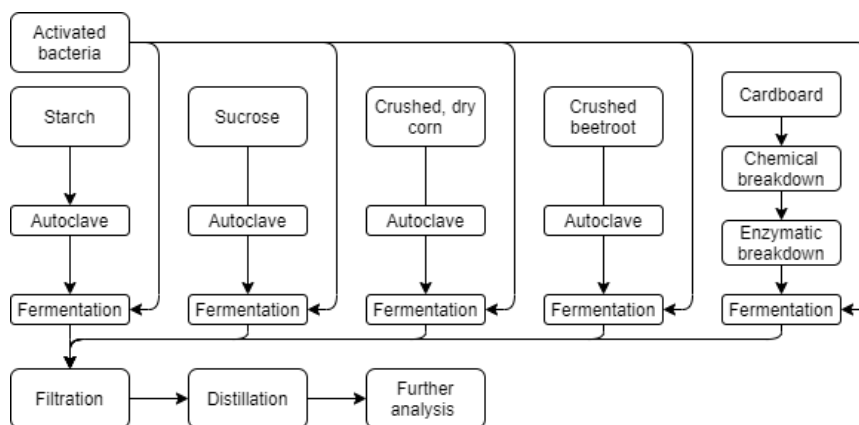 Activated
bacteria
Starch
Sucrose
Crushed, dry
corn
Crushed
beetroot
Cardboard
Chemical
breakdown
Autoclave
Autoclave
Autoclave
Autoclave
Enzymatic
breakdown
Fermentation
Fermentation
Fermentation
Fermentation
Fermentation
Filtration
Distillation
Further
analysis